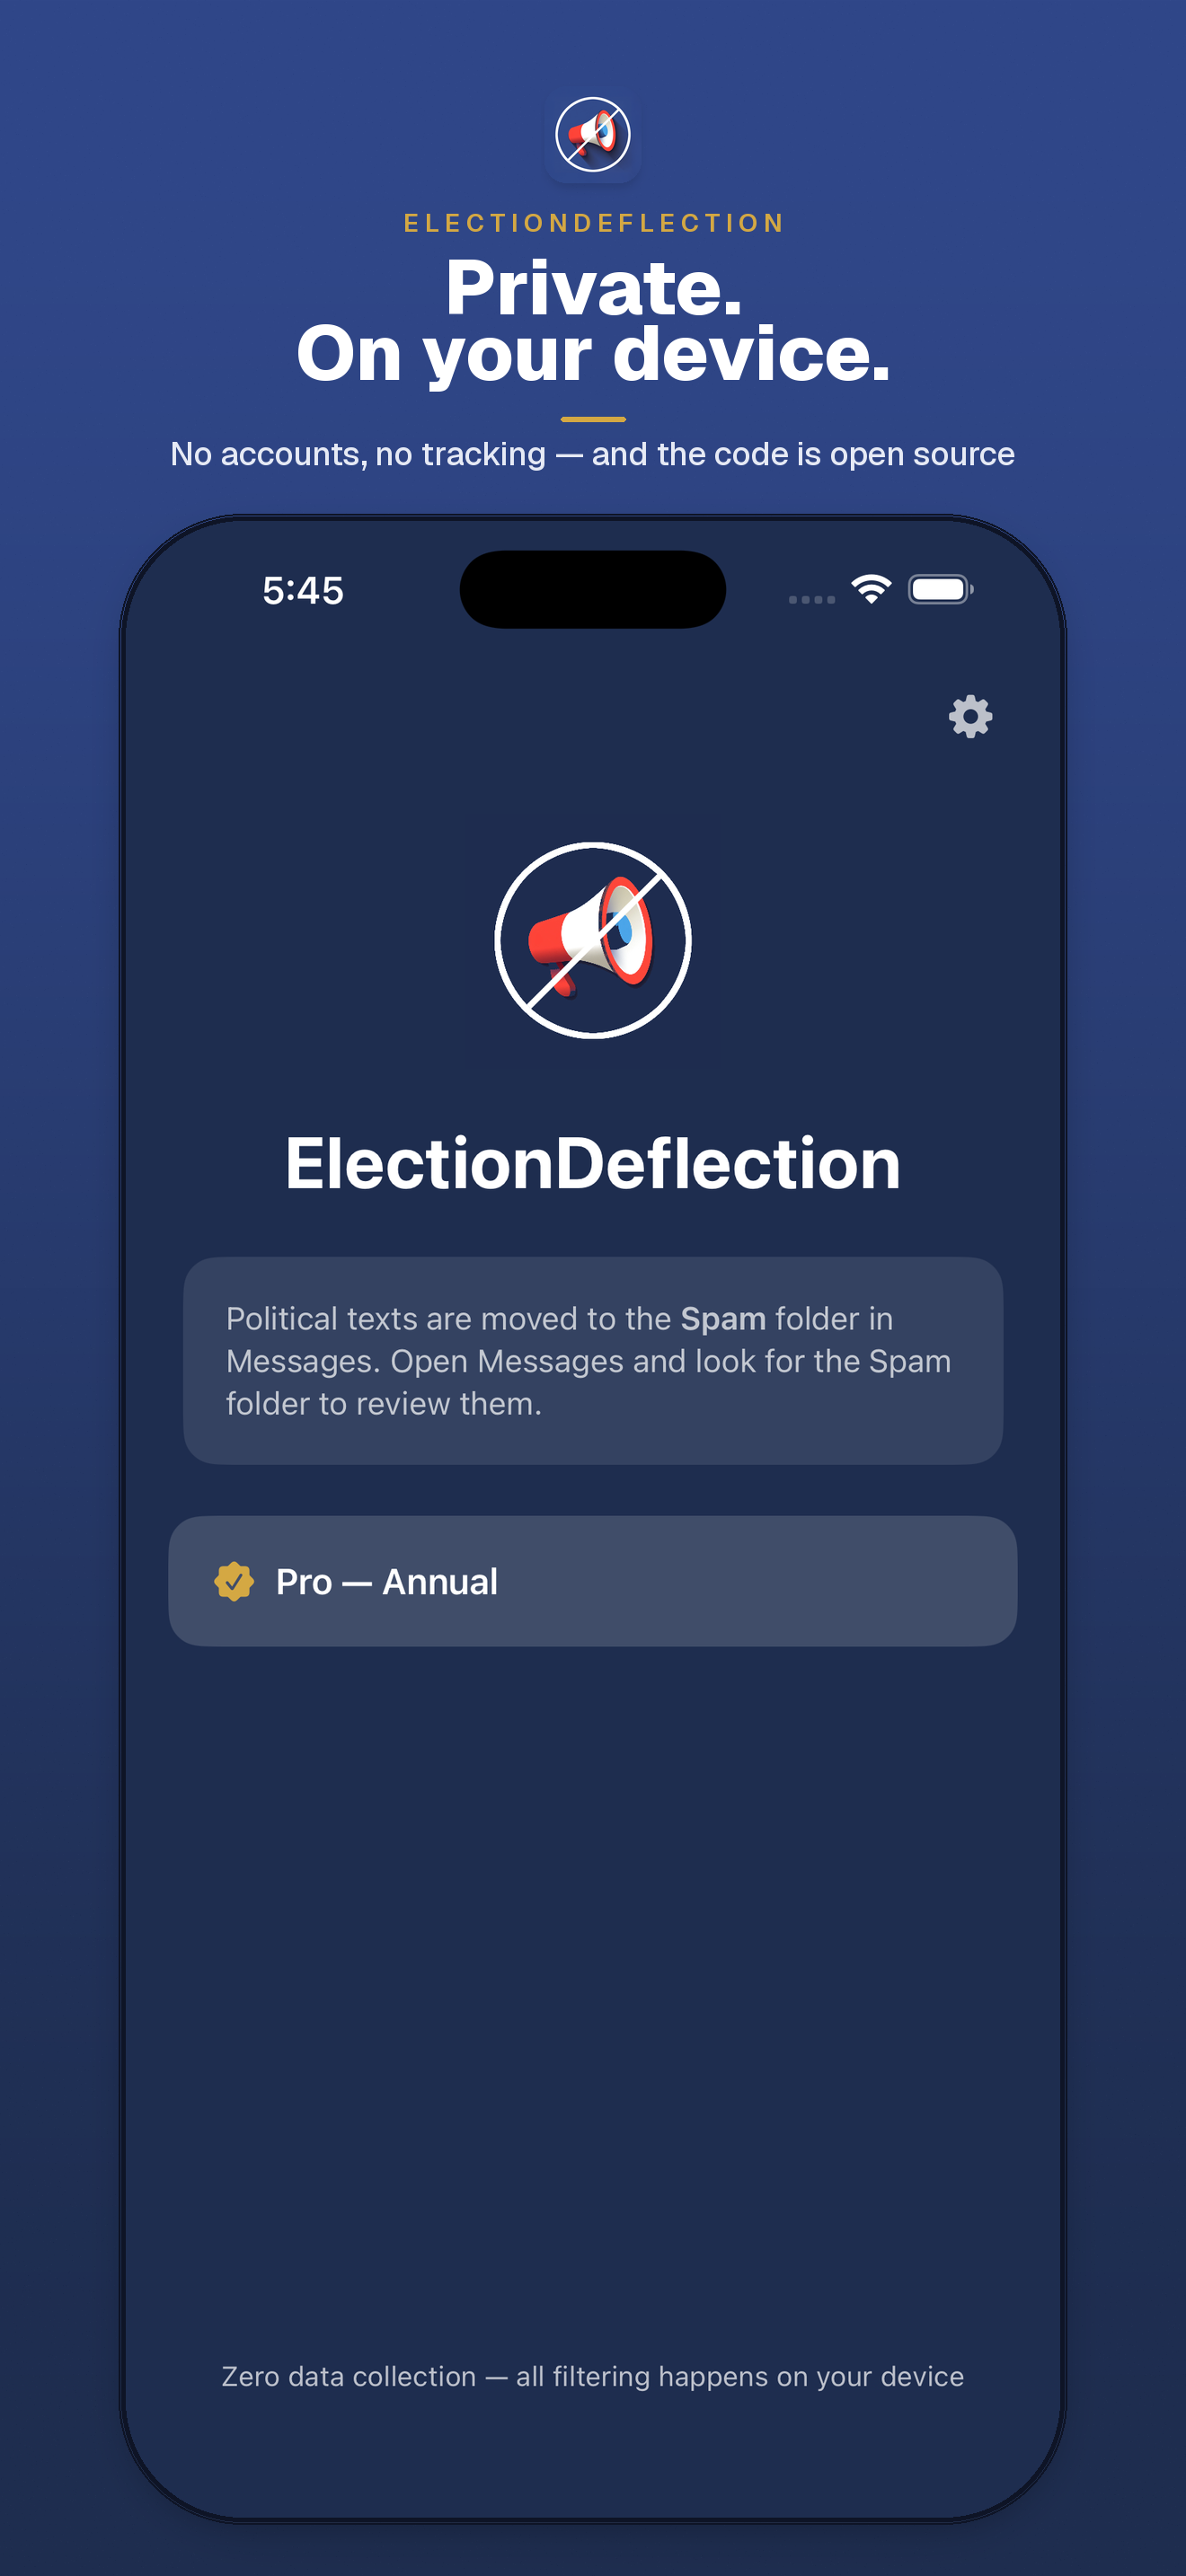 ELECTIONDEFLECTION
Private.
On your device.
No accounts, no tracking — and the code is open source
5:45
ElectionDeflection
Political texts are moved to the Spam folder in
Messages. Open Messages and look for the Spam
folder to review them.
Pro — Annual
Zero data collection — all filtering happens on your device